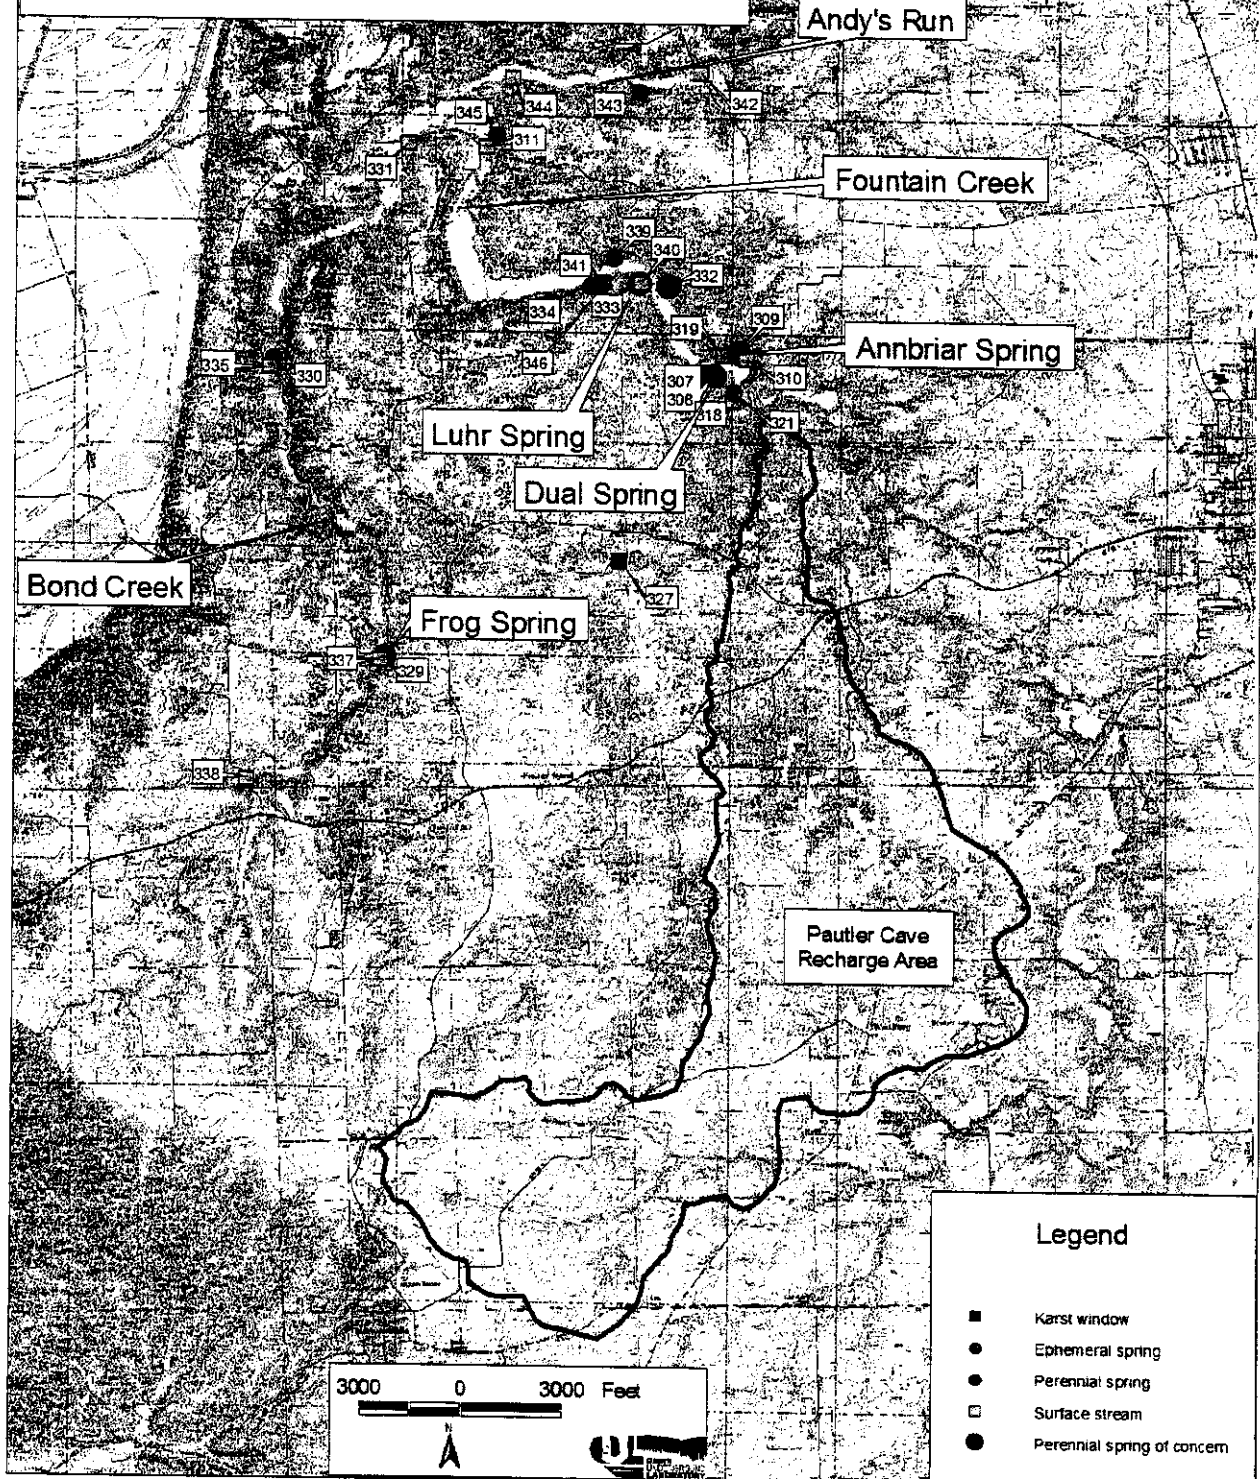 Andy's Run
345
344
343
342
311
331
Fountain Creek
339
340
341
332
334
333
319
309
346
Annbriar Spring
335
330
307
310
308
318
321
Luhr Spring
Dual Spring
Bond Creek
327
Frog Spring
337
329
338
Pautler Cave
Recharge Area
Legend
Karst window
Ephemeral spring
Perennial spring
Surface stream
Perennial spring of concern
3000 0 3000 Feet
N